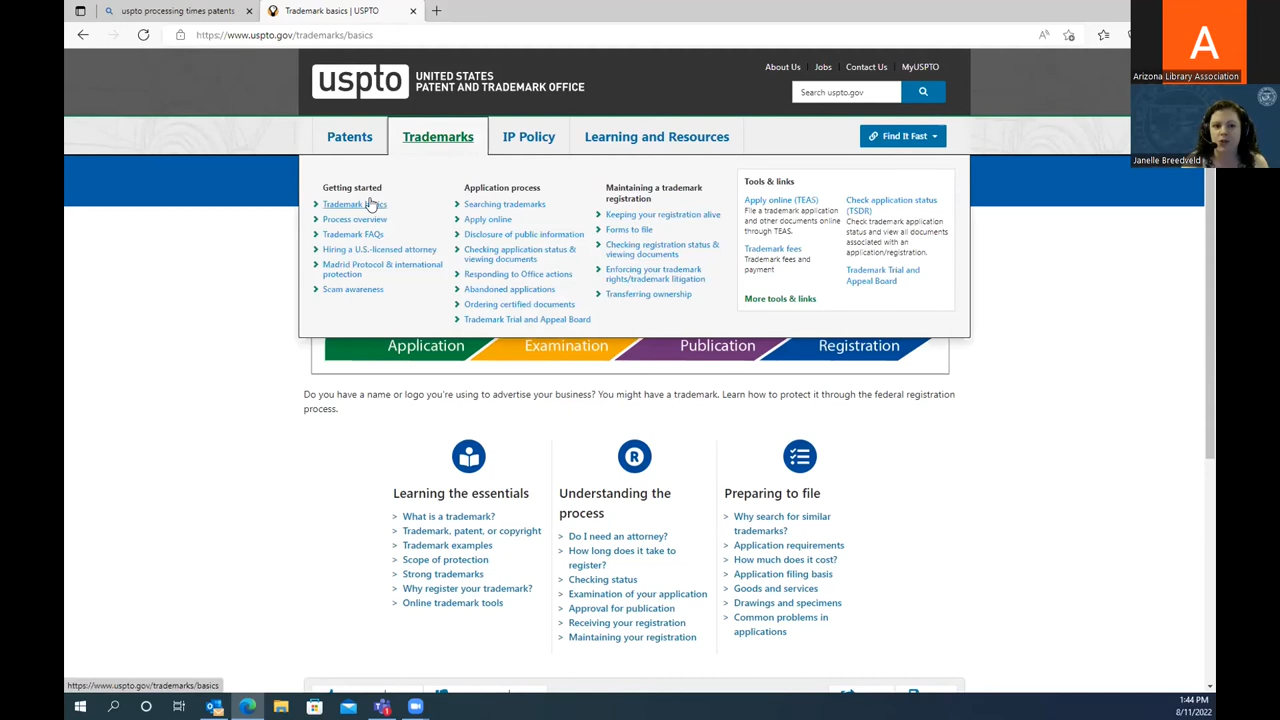 uspto processing times patents
Trademark basics | USPTO
https://www.uspto.gov/trademarks/basics
A
Arizona Library Association
Janelle Breedveld
uspto
UNITED STATES
PATENT AND TRADEMARK OFFICE
About Us
Jobs
Contact Us
MyUSPTO
Search uspto.gov
Patents
Trademarks
IP Policy
Learning and Resources
Find It Fast
Getting started
Trademark basics
Process overview
Trademark FAQs
Hiring a U.S.-licensed attorney
Madrid Protocol & international
protection
Scam awareness
Application process
Searching trademarks
Apply online
Disclosure of public information
Checking application status &
viewing documents
Responding to Office actions
Abandoned applications
Ordering certified documents
Trademark Trial and Appeal Board
Maintaining a trademark
registration
Keeping your registration alive
Forms to file
Checking registration status &
viewing documents
Enforcing your trademark
rights/trademark litigation
Transferring ownership
Tools & links
Apply online (TEAS)
File a trademark application
and other documents online
through TEAS.
Trademark fees
Trademark fees and
payment
More tools & links
Check application status
(TSDR)
Check trademark application
status and view all documents
associated with an
application/registration.
Trademark Trial and
Appeal Board
Application
Examination
Publication
Registration
Do you have a name or logo you're using to advertise your business? You might have a trademark. Learn how to protect it through the federal registration
process.
Learning the essentials
What is a trademark?
Trademark, patent, or copyright
Trademark examples
Scope of protection
Strong trademarks
Why register your trademark?
Online trademark tools
R
Understanding the
process
Do I need an attorney?
How long does it take to
register?
Checking status
Examination of your application
Approval for publication
Receiving your registration
Maintaining your registration
Preparing to file
Why search for similar
trademarks?
Application requirements
How much does it cost?
Application filing basis
Goods and services
Drawings and specimens
Common problems in
applications
https://www.uspto.gov/trademarks/basics
1:44 PM
8/11/2022